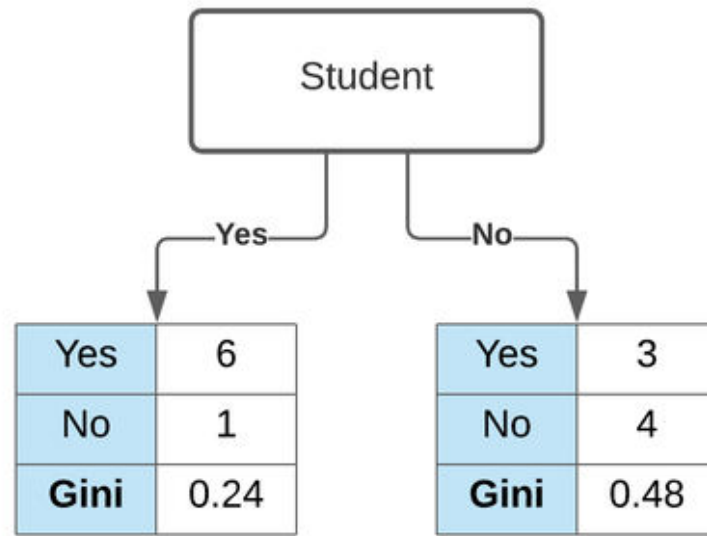 Student
Yes
No
Yes 6
No 1
Gini 0.24
Yes 3
No 4
Gini 0.48